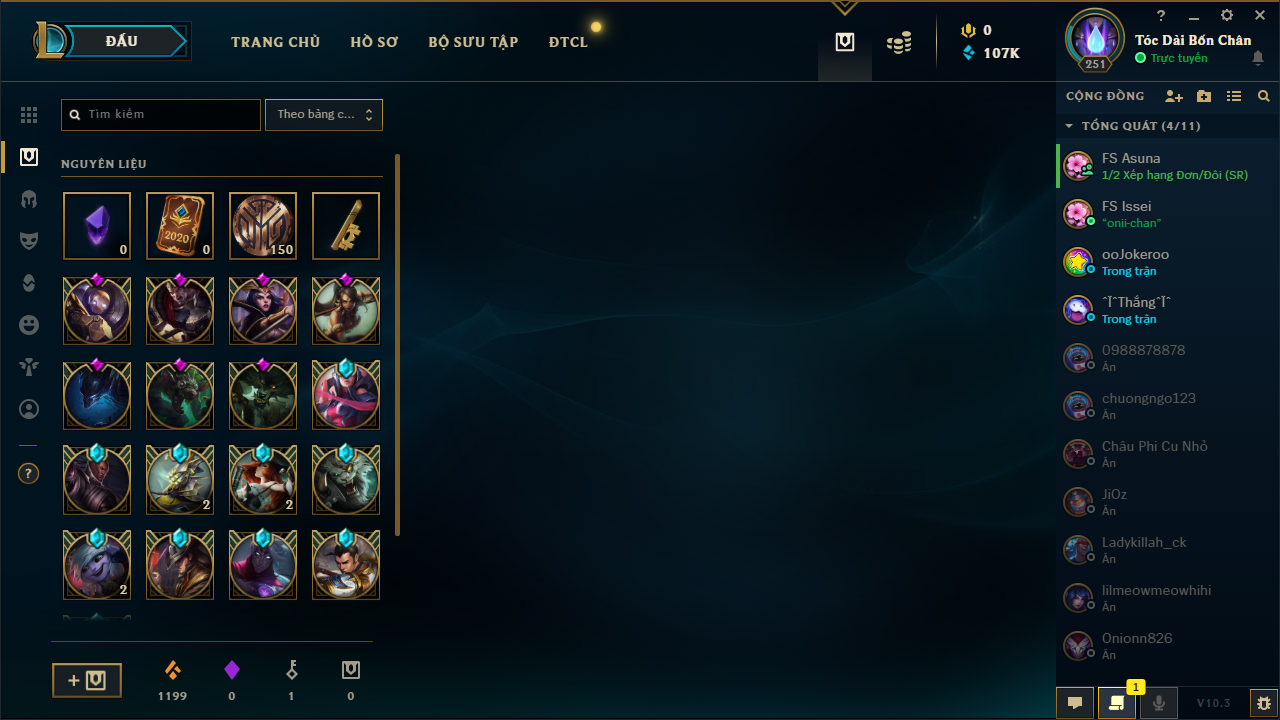 ĐẤU
TRANG CHỦ
HỒ SƠ
BỘ SƯU TẬP
ĐTCL
0
107K
251
?
Tóc Dài Bốn Chân
Trực tuyến
Tìm kiếm
Theo bảng c...
CỘNG ĐỒNG
TỔNG QUÁT (4/11)
NGUYÊN LIỆU
0
2020
0
150
2
2
2
FS Asuna
1/2 Xếp hạng Đơn/Đôi (SR)
FS Issei
"onii-chan"
ooJokeroo
Trong trận
ˆÏˆThắngˆÏˆ
Trong trận
0988878878
Ẩn
chuongngo123
Ẩn
Châu Phi Cu Nhỏ
Ẩn
JiOz
Ẩn
Ladykillah_ck
Ẩn
lilmeowmeowhihi
Ẩn
Onionn826
Ẩn
?
+
1199
0
1
0
1
V10.3